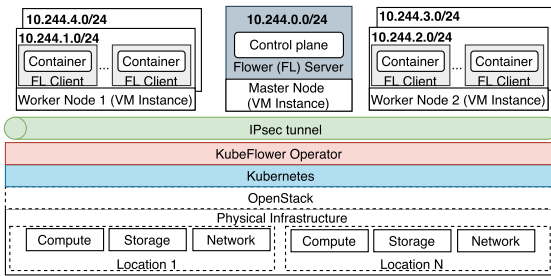 10.244.4.0/24
10.244.1.0/24
Container ... Container
FL Client FL Client
Worker Node 1 (VM Instance)
10.244.0.0/24
Control plane
Flower (FL) Server
Master Node
(VM Instance)
10.244.3.0/24
10.244.2.0/24
Container ... Container
FL Client FL Client
Worker Node 2 (VM Instance)
IPsec tunnel
KubeFlower Operator
Kubernetes
OpenStack
Physical Infrastructure
Compute Storage Network
Location 1
Compute Storage Network
Location N